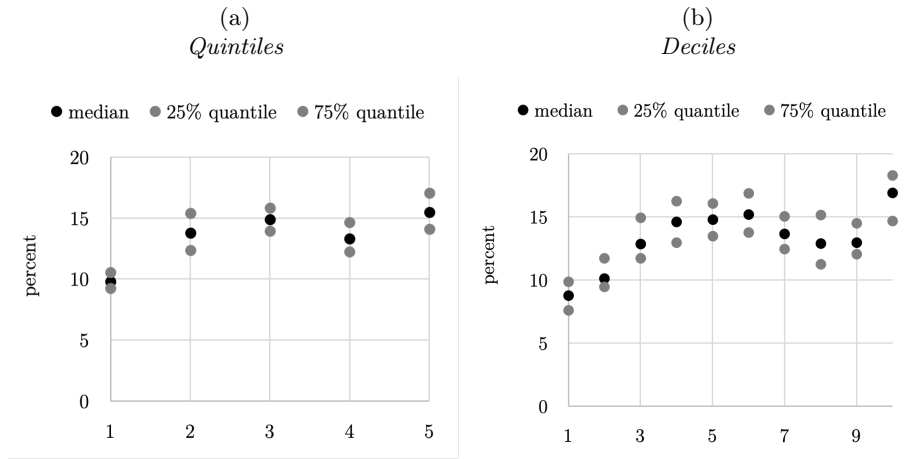 (a)
Quintiles
median 25% quantile 75% quantile
20
15
10
5
0
percent
1 2 3 4 5
(b)
Deciles
median 25% quantile 75% quantile
20
15
10
5
0
percent
1 3 5 7 9